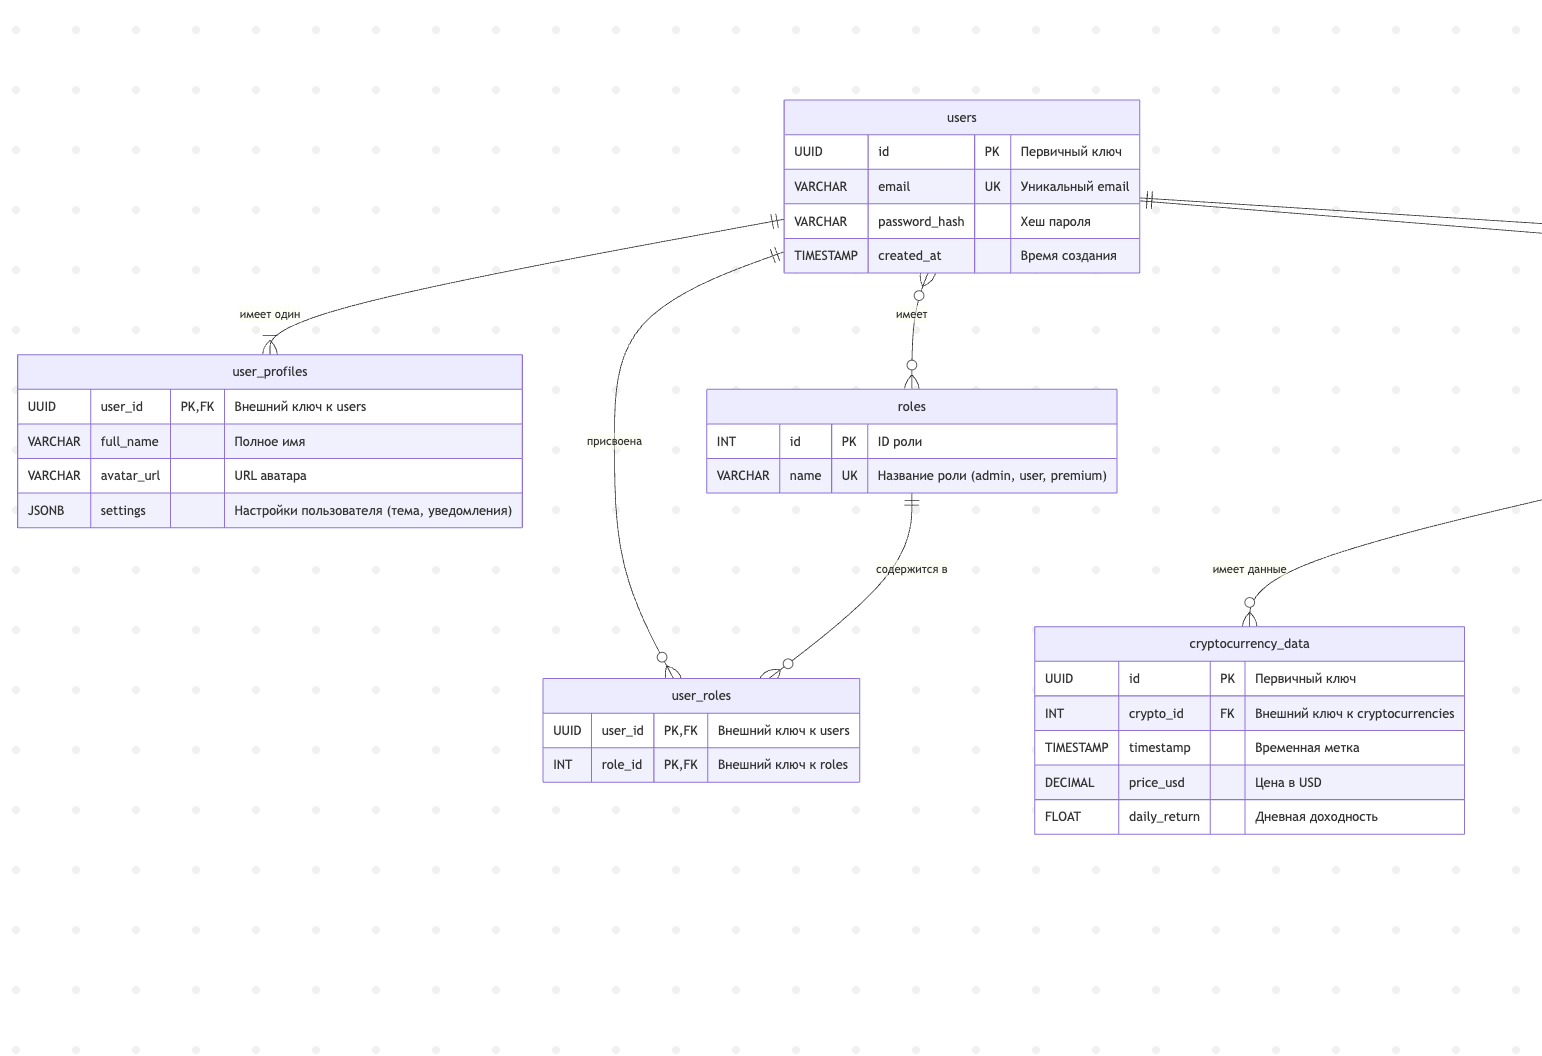 users
UUID id PK Первичный ключ
VARCHAR email UK Уникальный email
VARCHAR password_hash Хеш пароля
TIMESTAMP created_at Время создания
имеет один
имеет
user_profiles
UUID user_id PK,FK Внешний ключ к users
VARCHAR full_name Полное имя
VARCHAR avatar_url URL аватара
JSONB settings Настройки пользователя (тема, уведомления)
присвоена
roles
INT id PK ID роли
VARCHAR name UK Название роли (admin, user, premium)
содержится в
имеет данные
user_roles
UUID user_id PK,FK Внешний ключ к users
INT role_id PK,FK Внешний ключ к roles
cryptocurrency_data
UUID id PK Первичный ключ
INT crypto_id FK Внешний ключ к cryptocurrencies
TIMESTAMP timestamp Временная метка
DECIMAL price_usd Цена в USD
FLOAT daily_return Дневная доходность